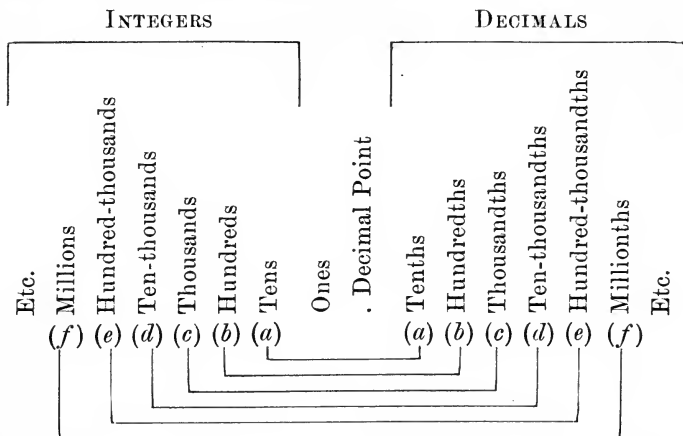 INTEGERS
DECIMALS
Etc.
Millions
Hundred-thousands
Ten-thousands
Thousands
Hundreds
Tens
Ones
. Decimal Point
Tenths
Hundredths
Thousandths
Ten-thousandths
Hundred-thousandths
Millionths
Etc.
(f) (e) (d) (c) (b) (a) (a) (b) (c) (d) (e) (f)